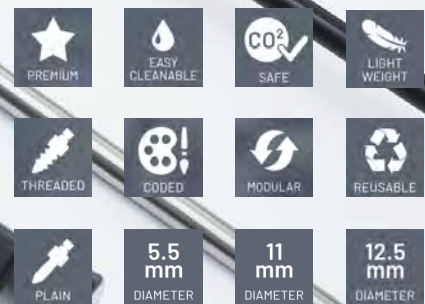 PREMIUM
EASY
CLEANABLE
CO²
SAFE
LIGHT
WEIGHT
THREADED
CODED
MODULAR
REUSABLE
PLAIN
5.5
mm
DIAMETER
11
mm
DIAMETER
12.5
mm
DIAMETER